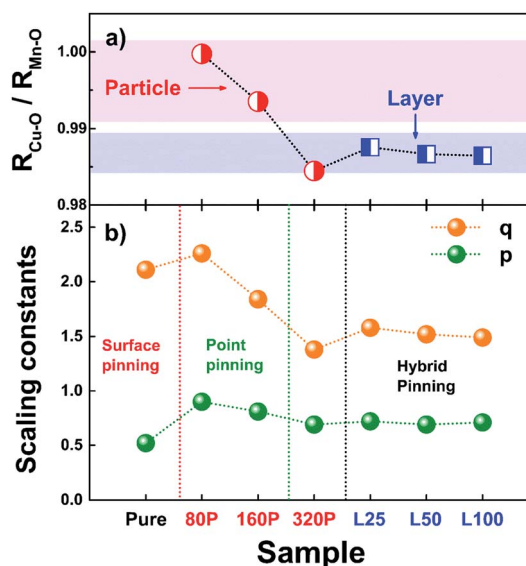 a)
R_Cu-O / R_Mn-O
1.00
0.99
0.98
Particle
Layer
b)
Scaling constants
2.5
2.0
1.5
1.0
0.5
0.0
q
p
Surface
pinning
Point
pinning
Hybrid
Pinning
Pure 80P 160P 320P L25 L50 L100
Sample